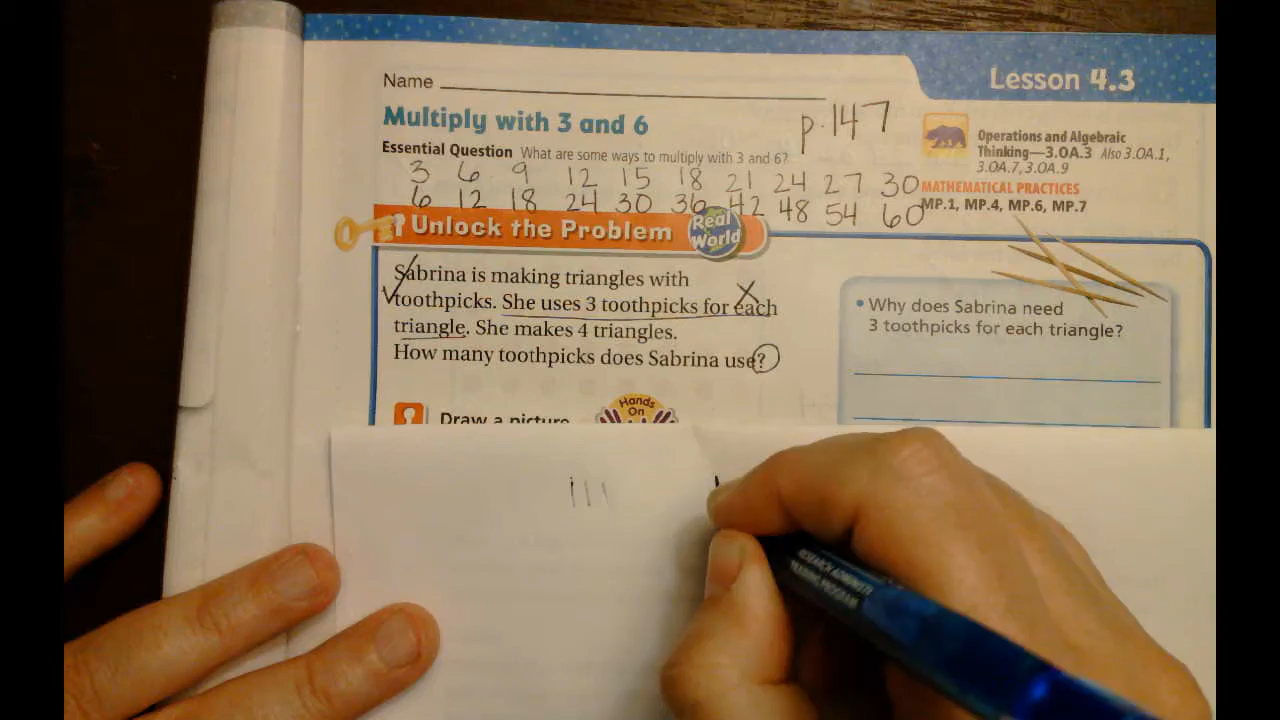 Lesson 4.3
Name
Multiply with 3 and 6
p.147
Essential Question What are some ways to multiply with 3 and 6?
3 6 9 12 15 18 21 24 27 30
6 12 18 24 30 36 42 48 54 60
Operations and Algebraic
Thinking—3.OA.3 Also 3.OA.1,
3.OA.7, 3.OA.9
MATHEMATICAL PRACTICES
MP.1, MP.4, MP.6, MP.7
Unlock the Problem
Real
World
Sabrina is making triangles with
toothpicks. She uses 3 toothpicks for each
triangle. She makes 4 triangles.
How many toothpicks does Sabrina use?
• Why does Sabrina need
3 toothpicks for each triangle?
Draw a picture
Hands
On